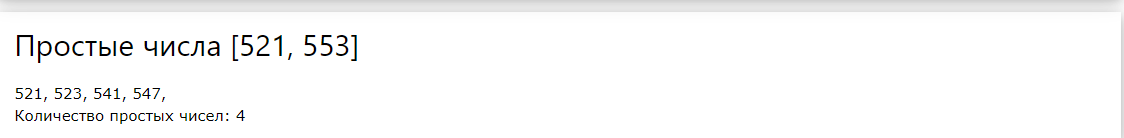 Простые числа [521, 553]
521, 523, 541, 547,
Количество простых чисел: 4